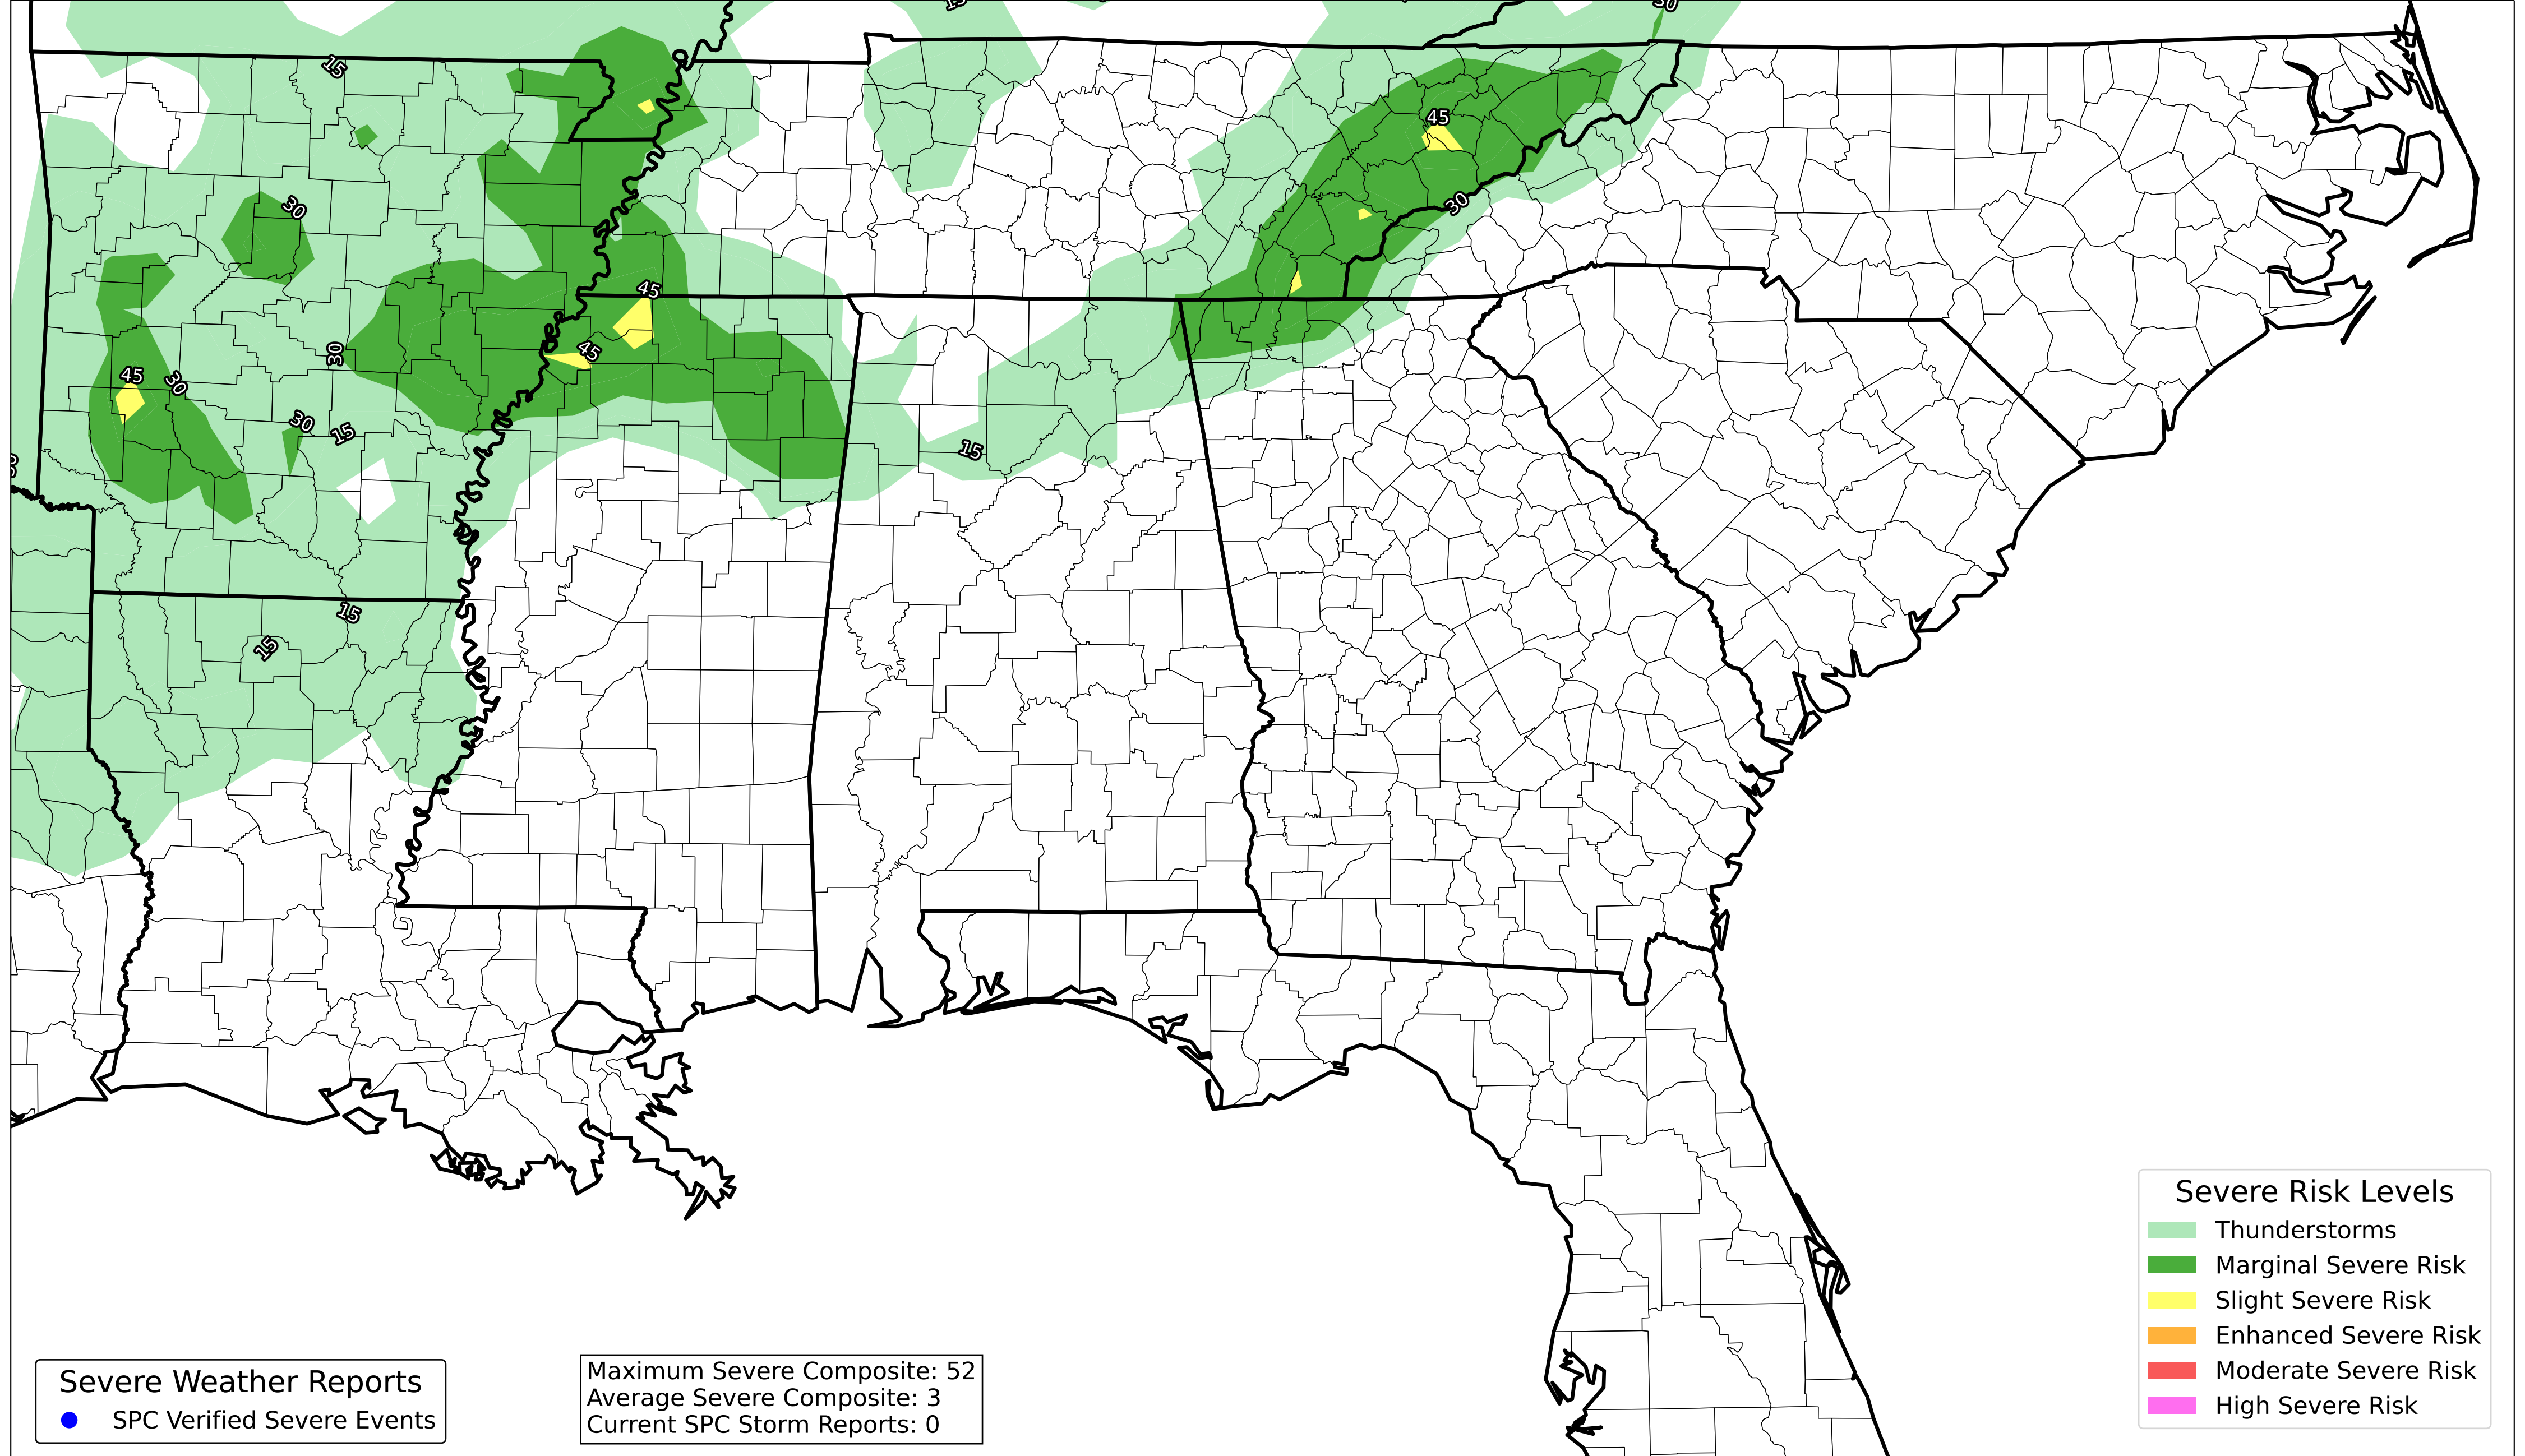 15
30
15
45
30
30
45
45
30
45
30
30
15
15
15
15
Severe Risk Levels
Thunderstorms
Marginal Severe Risk
Slight Severe Risk
Enhanced Severe Risk
Moderate Severe Risk
High Severe Risk
Severe Weather Reports
SPC Verified Severe Events
Maximum Severe Composite: 52
Average Severe Composite: 3
Current SPC Storm Reports: 0